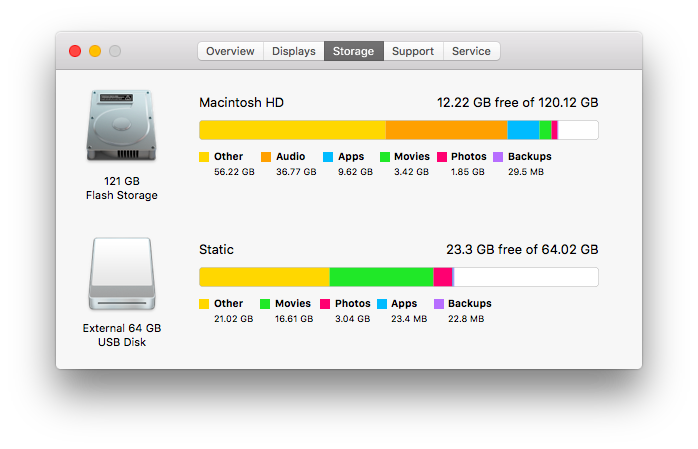 Overview Displays Storage Support Service
Macintosh HD 12.22 GB free of 120.12 GB
Other Audio Apps Movies Photos Backups
56.22 GB 36.77 GB 9.62 GB 3.42 GB 1.85 GB 29.5 MB
121 GB
Flash Storage
Static 23.3 GB free of 64.02 GB
Other Movies Photos Apps Backups
21.02 GB 16.61 GB 3.04 GB 23.4 MB 22.8 MB
External 64 GB
USB Disk